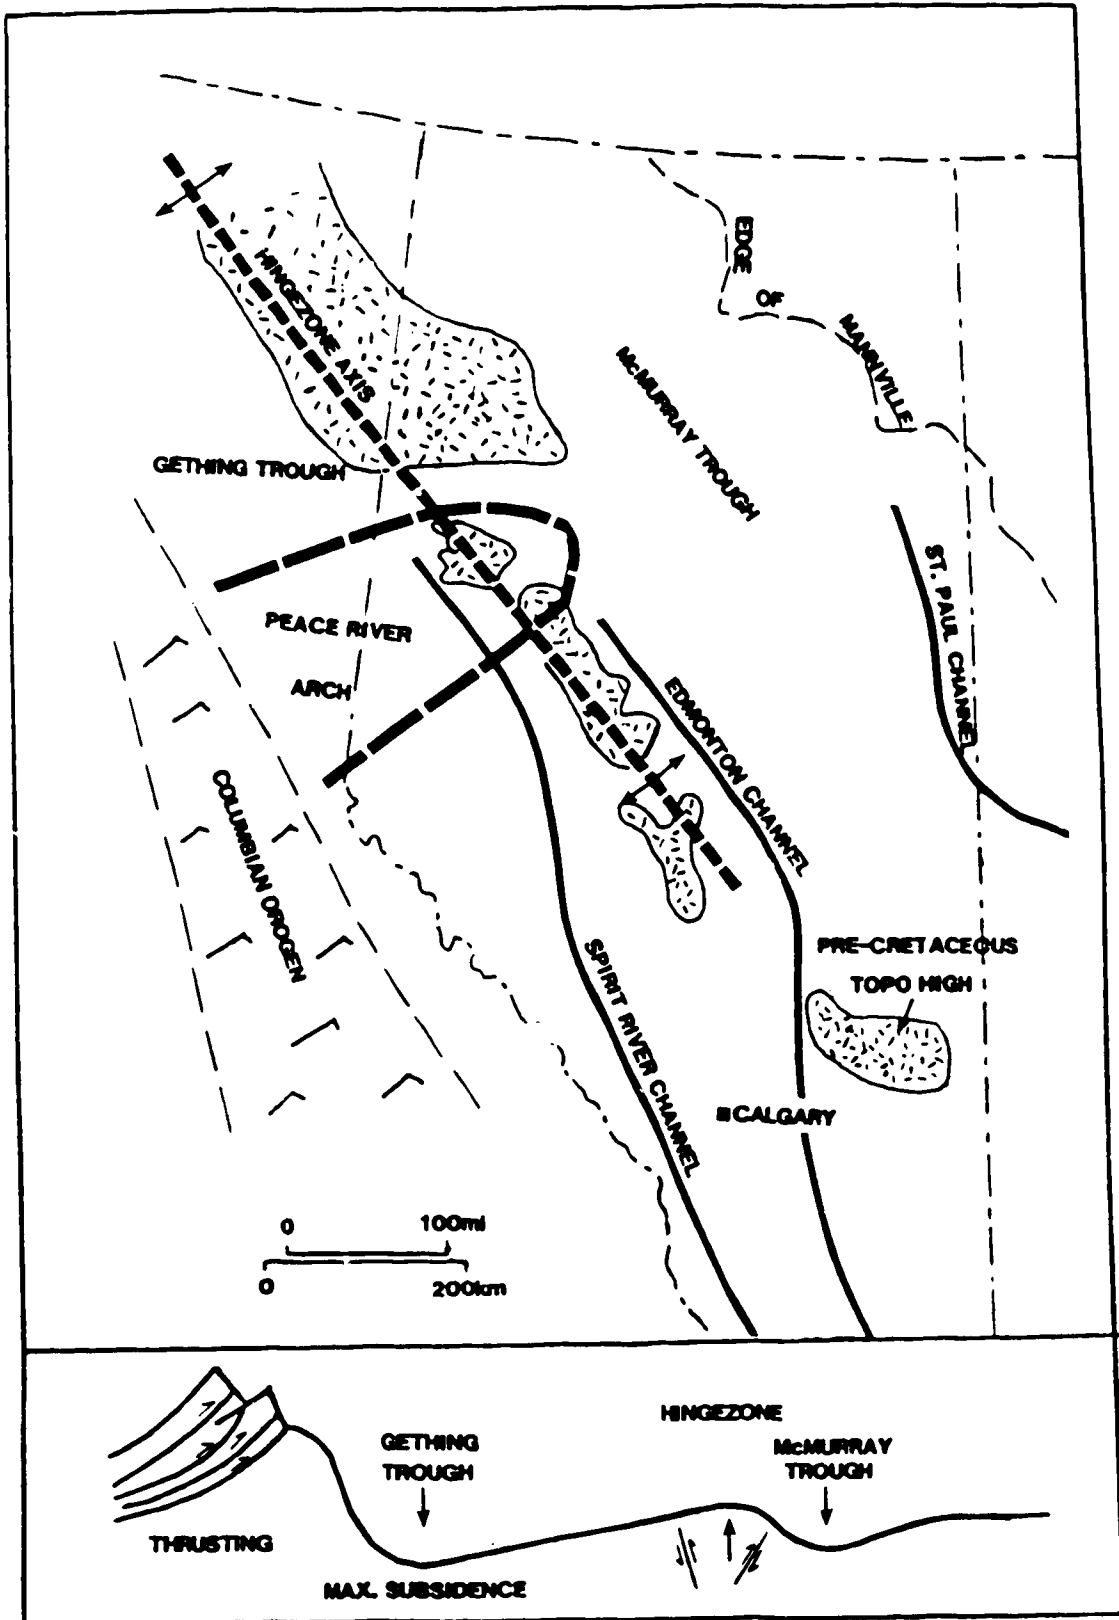 EDGE
OF
MANNVILLE
HINGEZONE AXIS
McMURRAY TROUGH
GETHING TROUGH
ST. PAUL CHANNEL
PEACE RIVER
ARCH
EDMONTON CHANNEL
COLUMBIAN OROGEN
SPIRIT RIVER CHANNEL
PRE-CRETACEOUS
TOPO HIGH
CALGARY
0 100mi
0 200km
HINGEZONE
GETHING
TROUGH
McMURRAY
TROUGH
THRUSTING
MAX. SUBSIDENCE